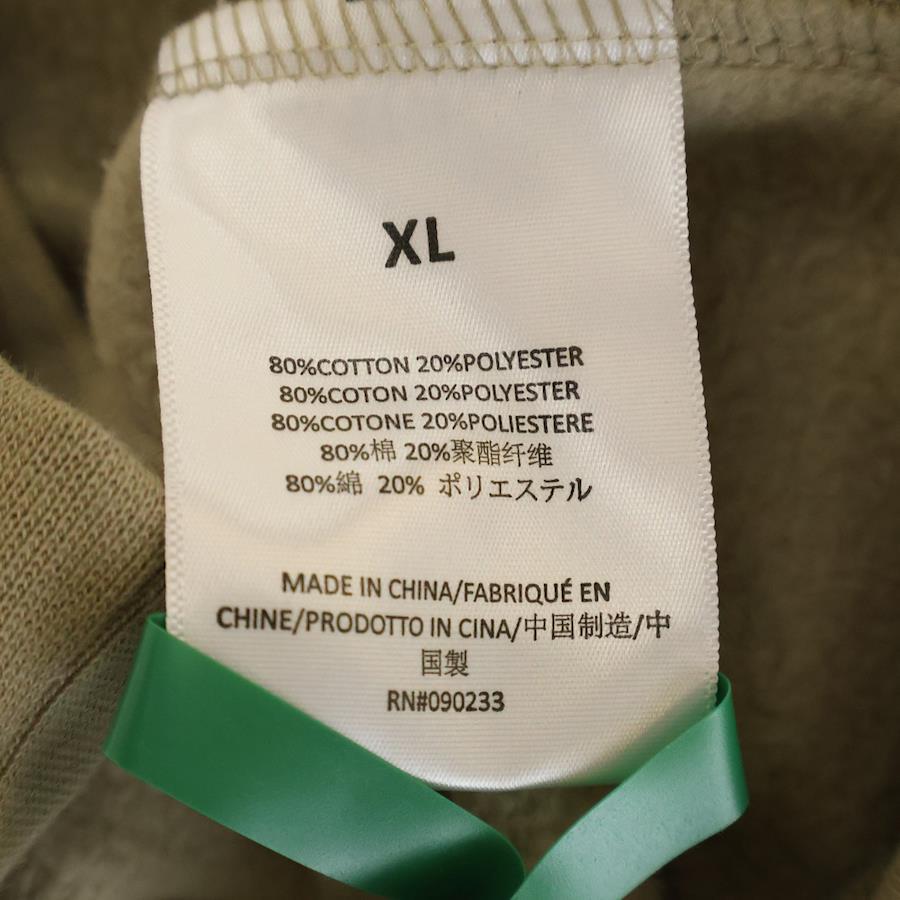 XL
80%COTTON 20%POLYESTER
80%COTON 20%POLYESTER
80%COTONE 20%POLIESTERE
80%棉 20%聚酯纤维
80%綿 20% ポリエステル
MADE IN CHINA/FABRIQUÉ EN
CHINE/PRODOTTO IN CINA/中国制造/中
国製
RN#090233